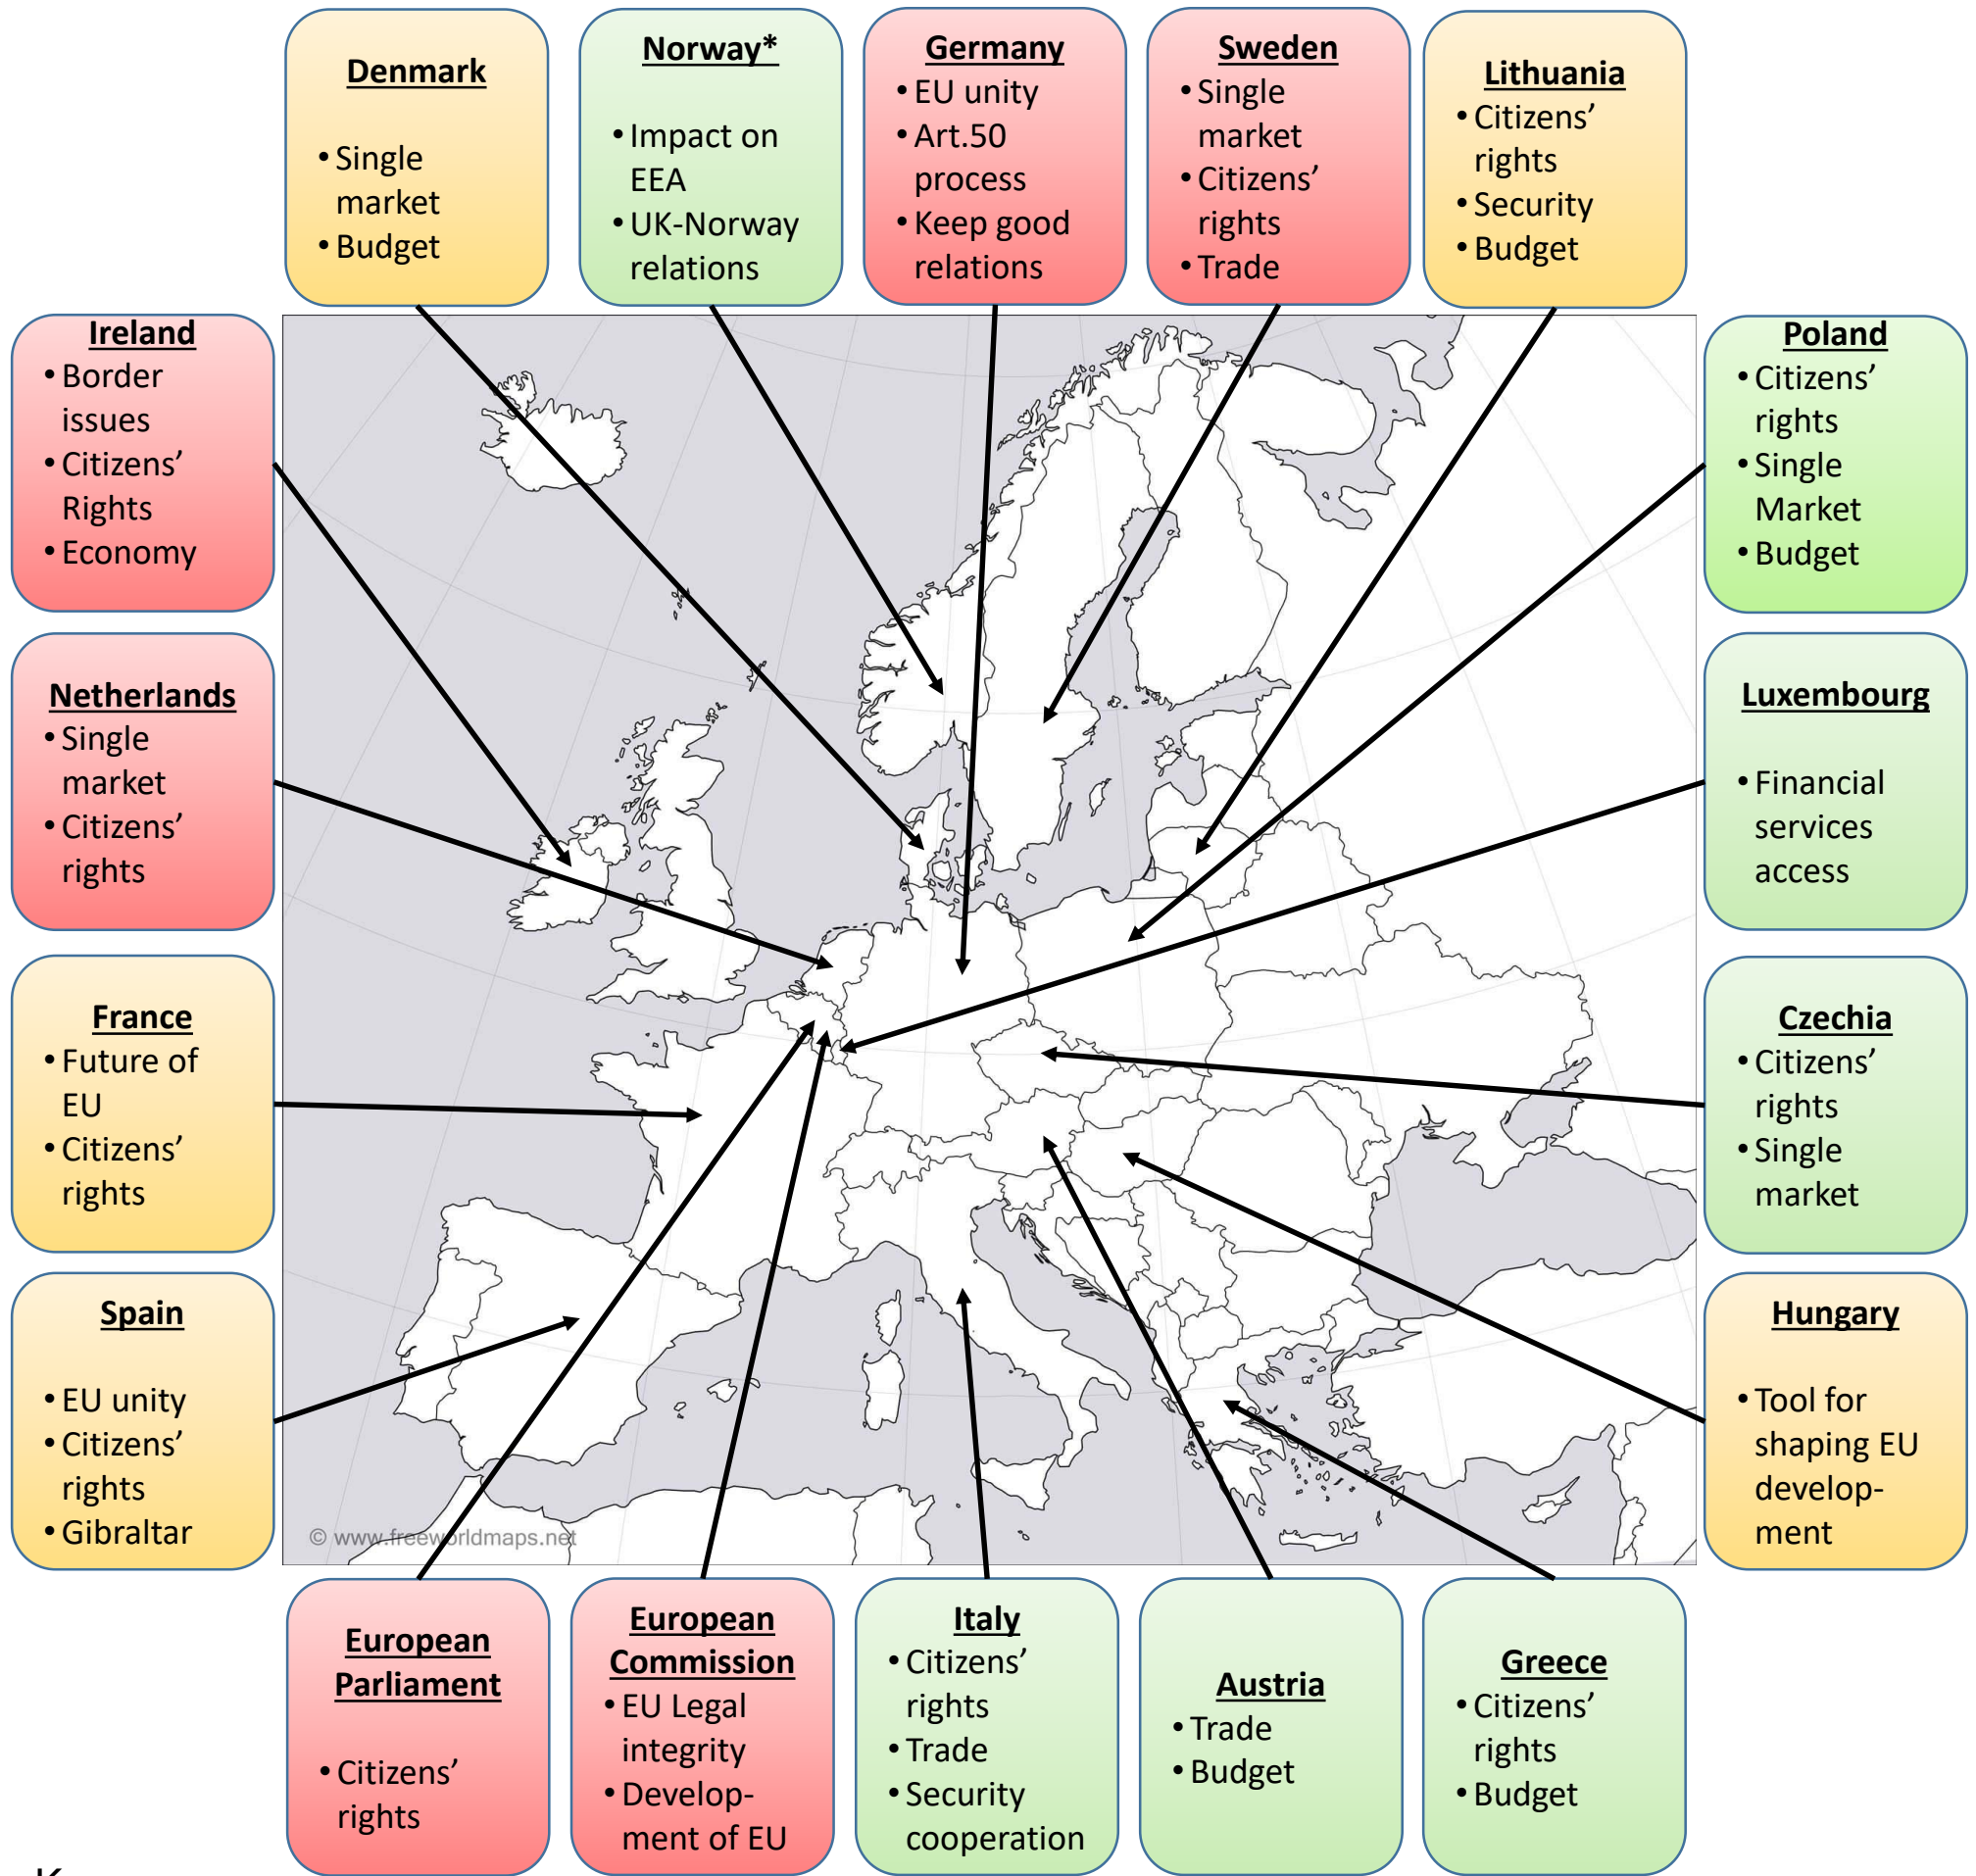 Denmark
• Single
market
• Budget
Norway*
• Impact on
EEA
• UK-Norway
relations
Germany
• EU unity
• Art.50
process
• Keep good
relations
Sweden
• Single
market
• Citizens’
rights
• Trade
Lithuania
• Citizens’
rights
• Security
• Budget
Ireland
• Border
issues
• Citizens’
Rights
• Economy
Poland
• Citizens’
rights
• Single
Market
• Budget
Netherlands
• Single
market
• Citizens’
rights
Luxembourg
• Financial
services
access
France
• Future of
EU
• Citizens’
rights
Czechia
• Citizens’
rights
• Single
market
Spain
• EU unity
• Citizens’
rights
• Gibraltar
Hungary
• Tool for
shaping EU
develop-
ment
© www.freeworldmaps.net
European
Parliament
• Citizens’
rights
European
Commission
• EU Legal
integrity
• Develop-
ment of EU
Italy
• Citizens’
rights
• Trade
• Security
cooperation
Austria
• Trade
• Budget
Greece
• Citizens’
rights
• Budget